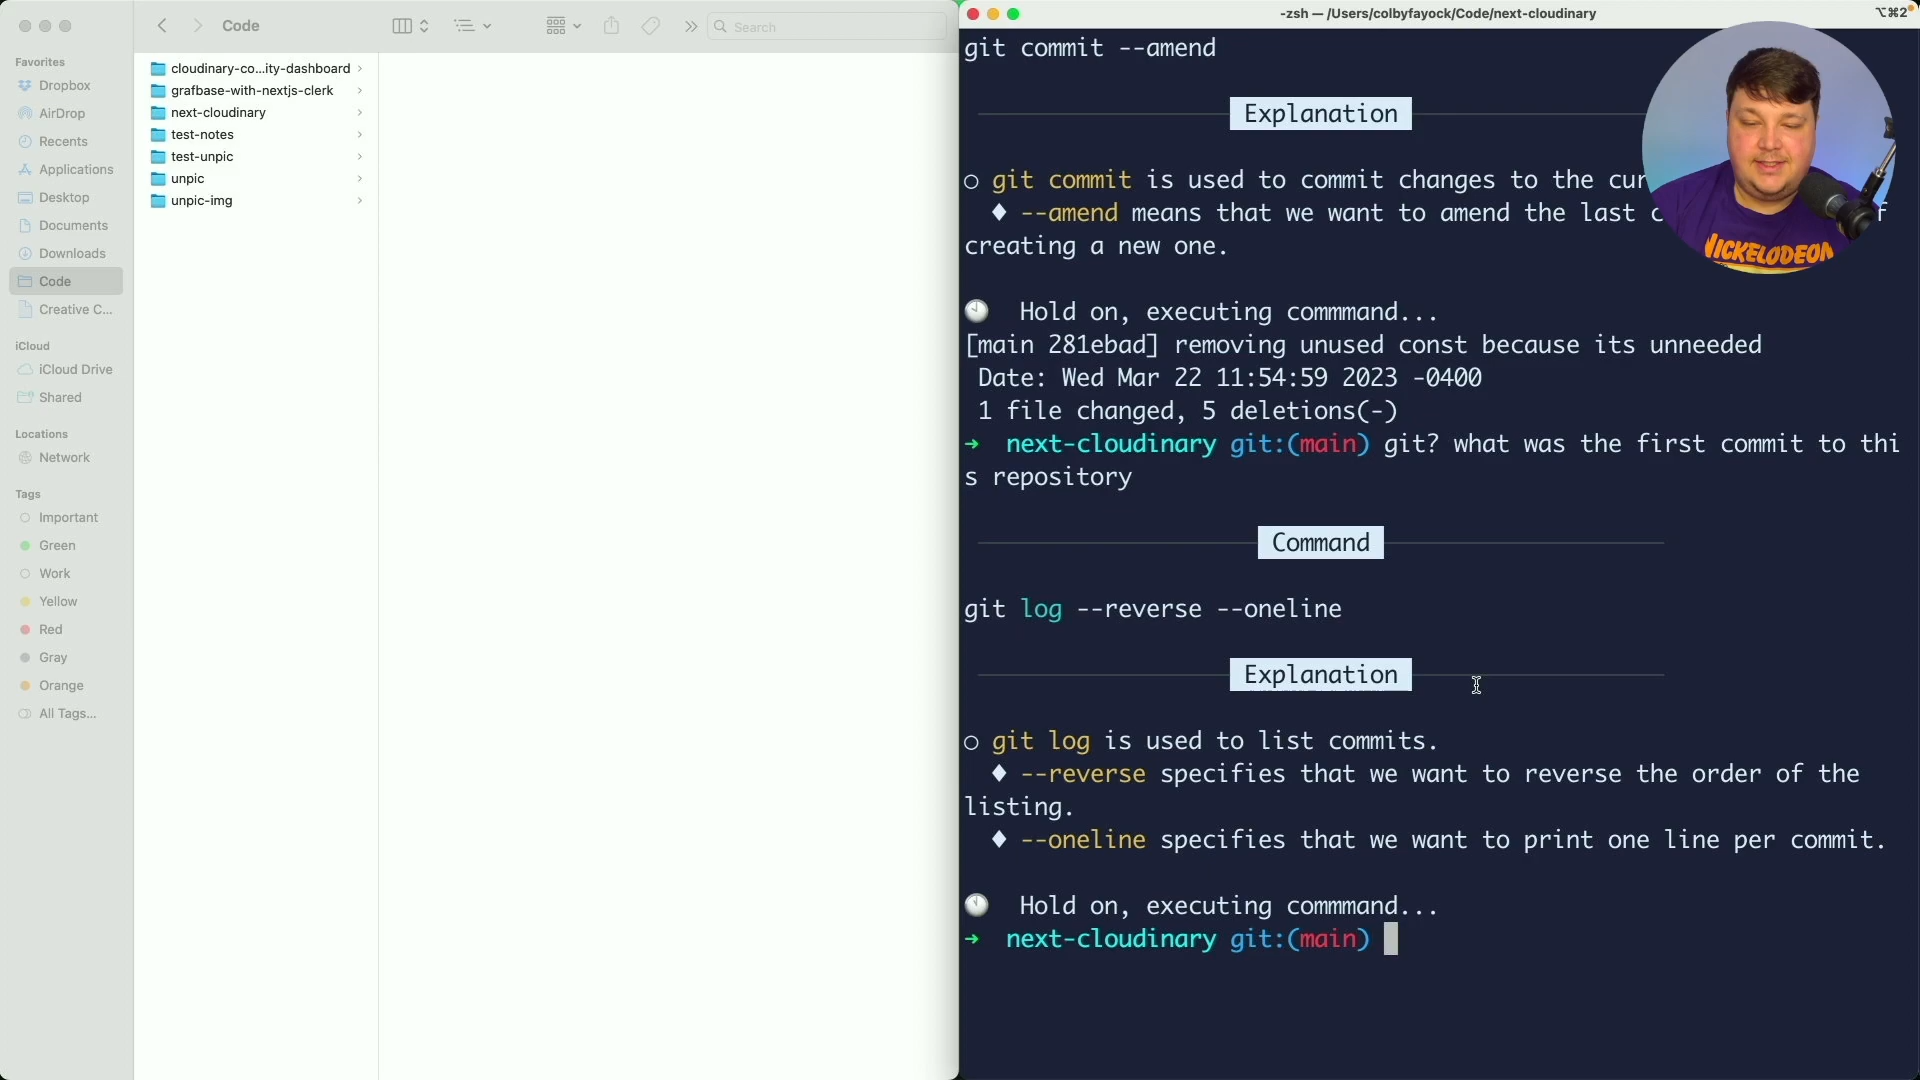 Code
Search
Favorites
Dropbox
AirDrop
Recents
Applications
Desktop
Documents
Downloads
Code
Creative C...
iCloud
iCloud Drive
Shared
Locations
Network
Tags
Important
Green
Work
Yellow
Red
Gray
Orange
All Tags...
cloudinary-co...ity-dashboard
grafbase-with-nextjs-clerk
next-cloudinary
test-notes
test-unpic
unpic
unpic-img
-zsh — /Users/colbyfayock/Code/next-cloudinary
⌥⌘2
git commit --amend
Explanation
○ git commit is used to commit changes to the cur
♦ --amend means that we want to amend the last c f
creating a new one.
Hold on, executing commmand...
[main 281ebad] removing unused const because its unneeded
Date: Wed Mar 22 11:54:59 2023 -0400
1 file changed, 5 deletions(-)
→ next-cloudinary git:(main) git? what was the first commit to thi
s repository
Command
git log --reverse --oneline
Explanation
○ git log is used to list commits.
♦ --reverse specifies that we want to reverse the order of the
listing.
♦ --oneline specifies that we want to print one line per commit.
Hold on, executing commmand...
→ next-cloudinary git:(main)
NICKELODEON